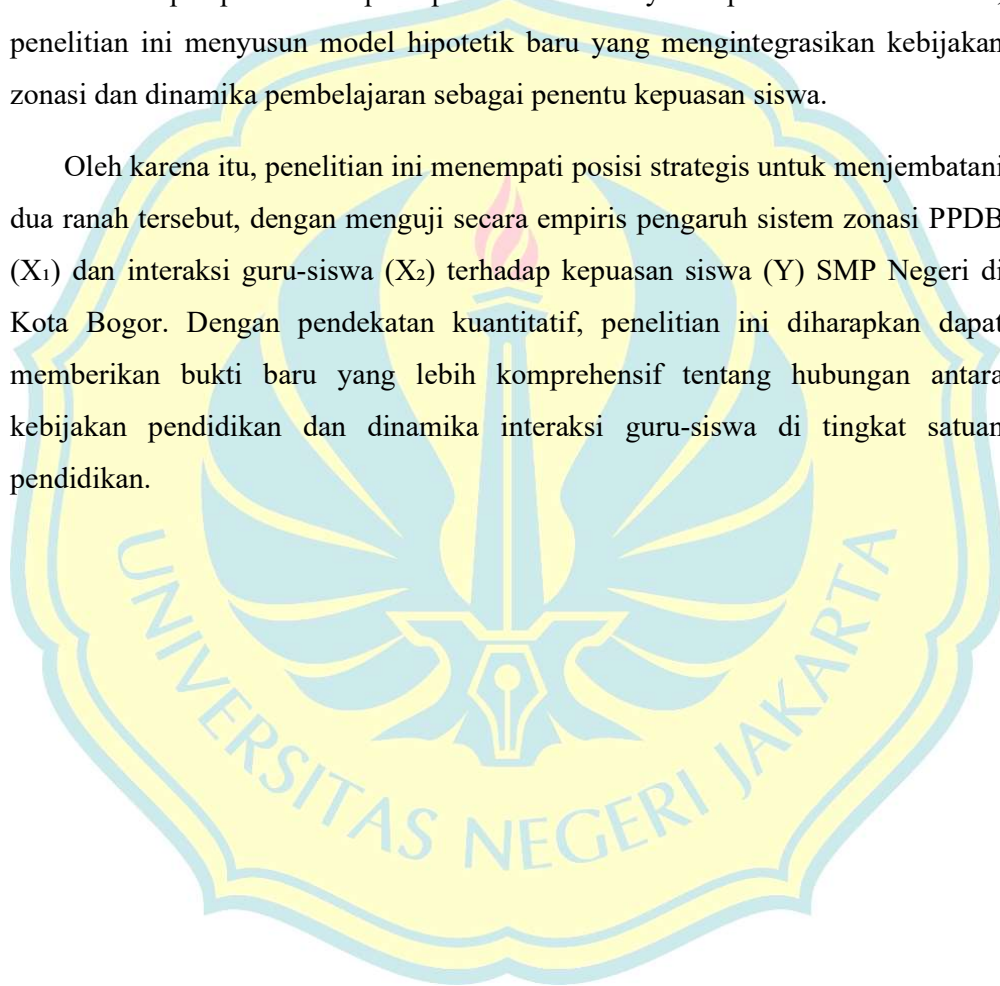 penelitian ini menyusun model hipotetik baru yang mengintegrasikan kebijakan
zonasi dan dinamika pembelajaran sebagai penentu kepuasan siswa.
Oleh karena itu, penelitian ini menempati posisi strategis untuk menjembatani
dua ranah tersebut, dengan menguji secara empiris pengaruh sistem zonasi PPDB
(X₁) dan interaksi guru-siswa (X₂) terhadap kepuasan siswa (Y) SMP Negeri di
Kota Bogor. Dengan pendekatan kuantitatif, penelitian ini diharapkan dapat
memberikan bukti baru yang lebih komprehensif tentang hubungan antara
kebijakan pendidikan dan dinamika interaksi guru-siswa di tingkat satuan
pendidikan.
UNIVERSITAS NEGERI JAKARTA